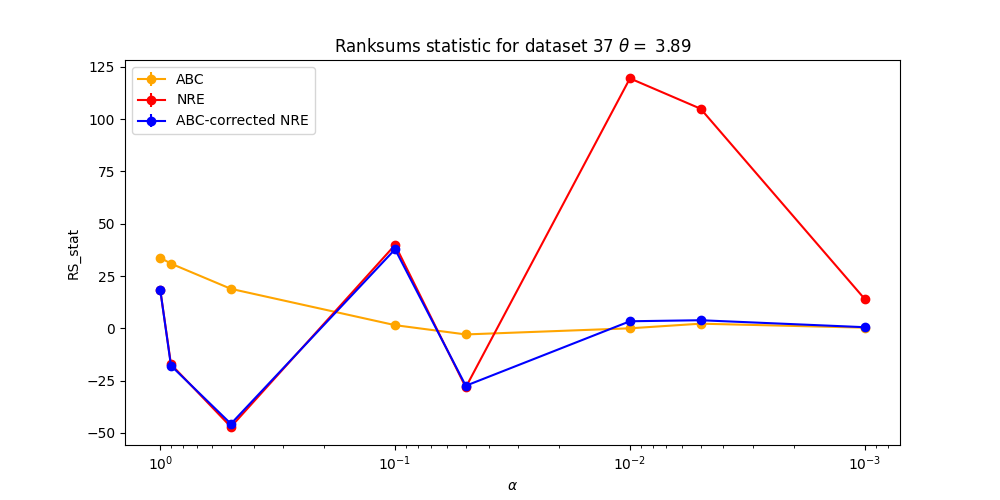 Ranksums statistic for dataset 37 θ = 3.89
ABC
NRE
ABC-corrected NRE
125
100
75
50
25
0
−25
−50
RS_stat
10⁰
10⁻¹
10⁻²
10⁻³
α